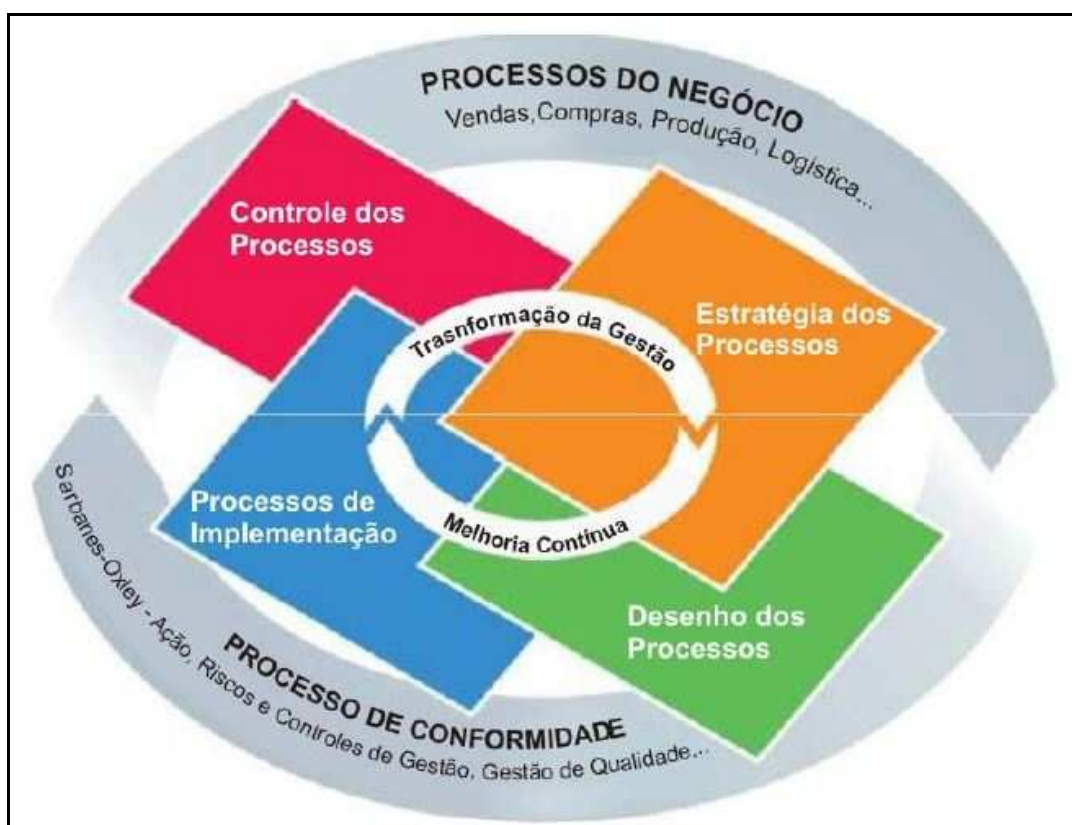 PROCESSOS DO NEGÓCIO
Vendas,Compras, Produção, Logística...
Controle dos
Processos
Estratégia dos
Processos
Trasnformação da Gestão
Melhoria Contínua
Processos de
Implementação
Desenho dos
Processos
PROCESSO DE CONFORMIDADE
Sarbanes-Oxley - Ação, Riscos e Controles de Gestão, Gestão de Qualidade...